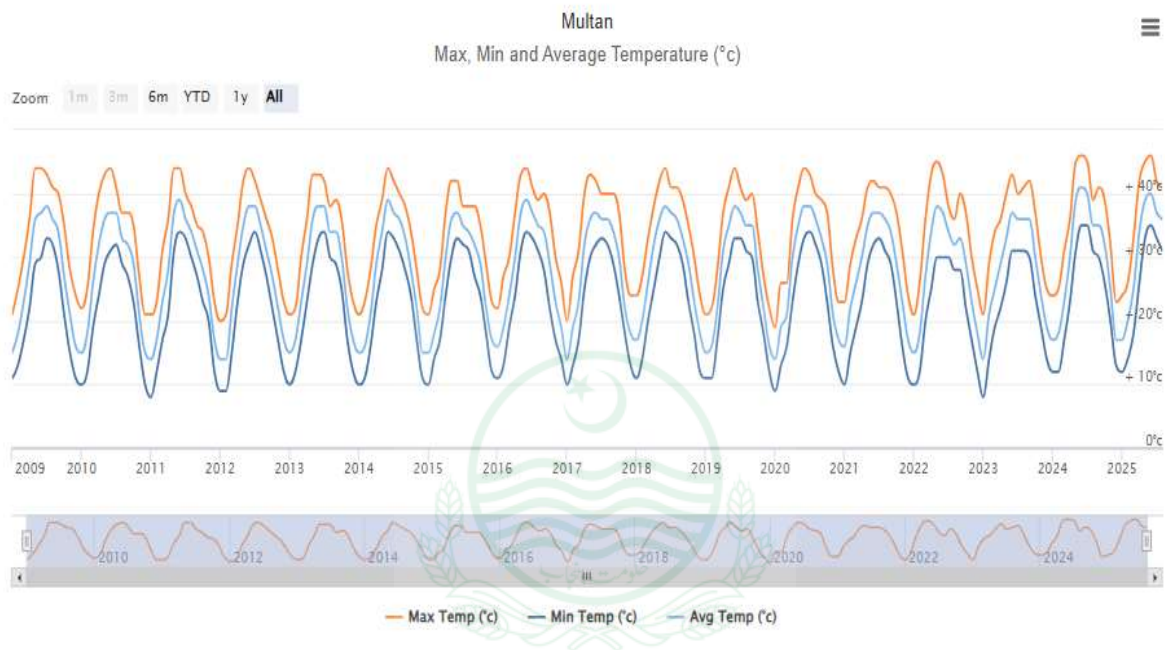 Multan
Max, Min and Average Temperature (°c)
Zoom 1m 3m 6m YTD 1y All
+ 40°c
+ 30°c
+ 20°c
+ 10°c
0°c
2009 2010 2011 2012 2013 2014 2015 2016 2017 2018 2019 2020 2021 2022 2023 2024 2025
2010 2012 2014 2016 2018 2020 2022 2024
Max Temp (°c) Min Temp (°c) Avg Temp (°c)